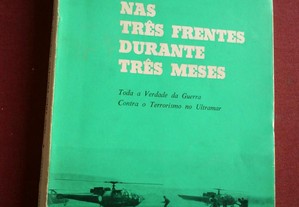 NAS
TRÊS FRENTES
DURANTE
TRÊS MESES
Toda a Verdade da Guerra
Contra o Terrorismo no Ultramar